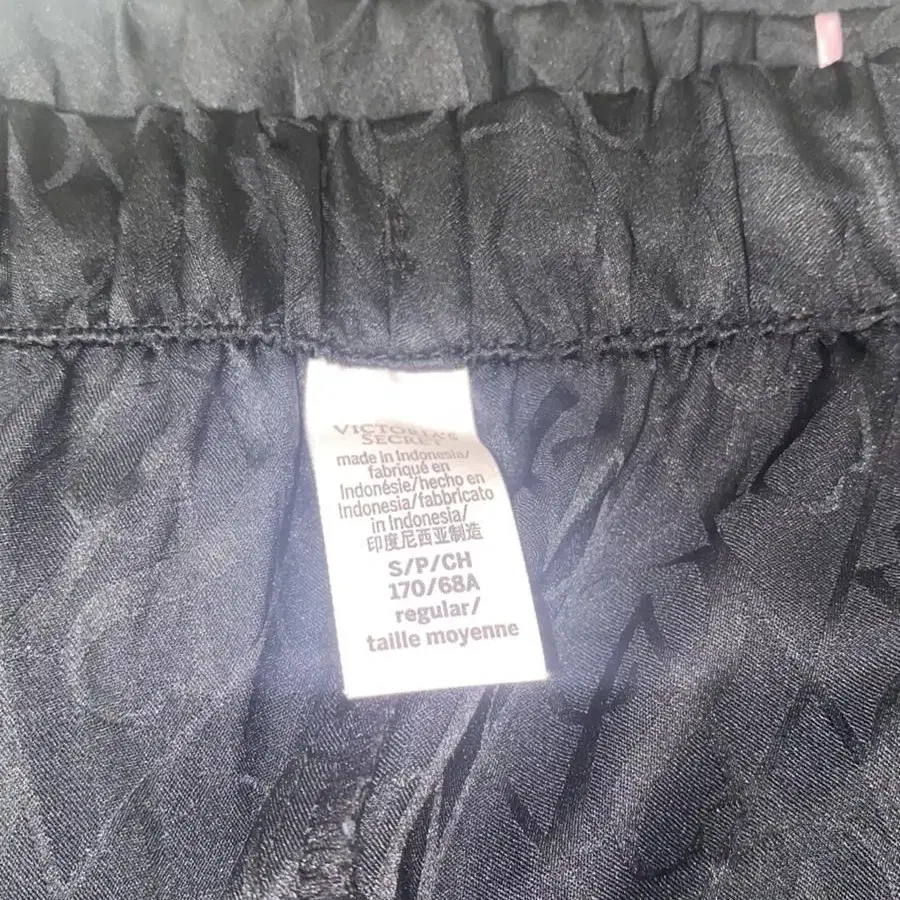 VICTORIA'S
SECRET
made in Indonesia/
fabriqué en
Indonésie/hecho en
Indonesia/fabbricato
in Indonesia/
印度尼西亚制造
S/P/CH
170/68A
regular/
taille moyenne